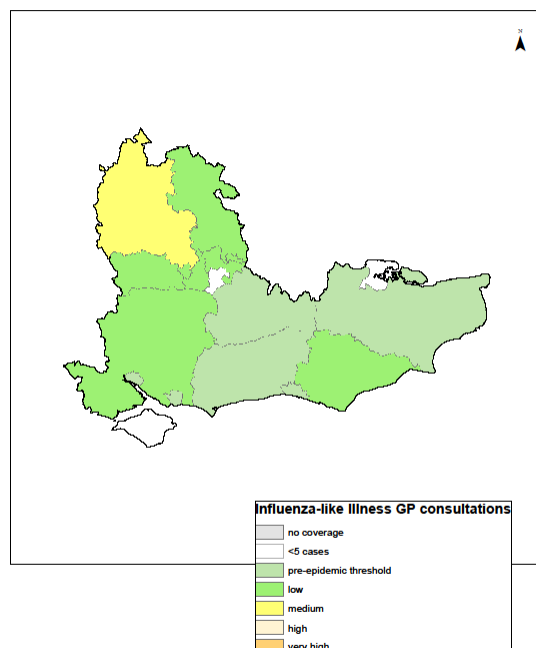 N
Influenza-like Illness GP consultations
no coverage
<5 cases
pre-epidemic threshold
low
medium
high
very high